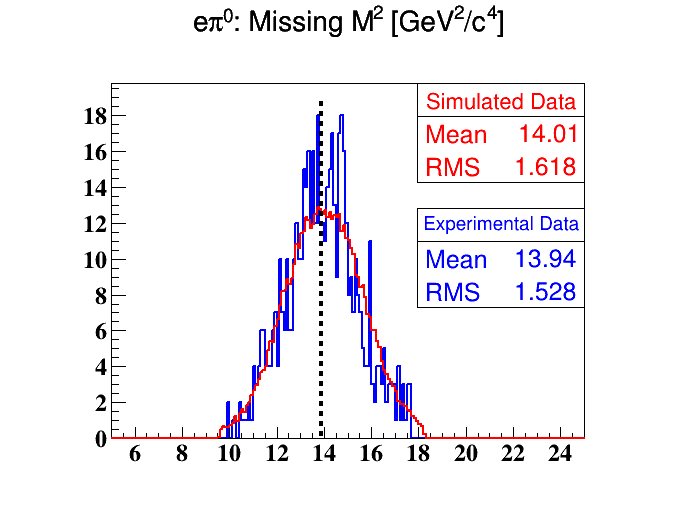 eπ⁰: Missing M² [GeV²/c⁴]
Simulated Data
Mean 14.01
RMS 1.618
Experimental Data
Mean 13.94
RMS 1.528
18
16
14
12
10
8
6
4
2
0
6 8 10 12 14 16 18 20 22 24